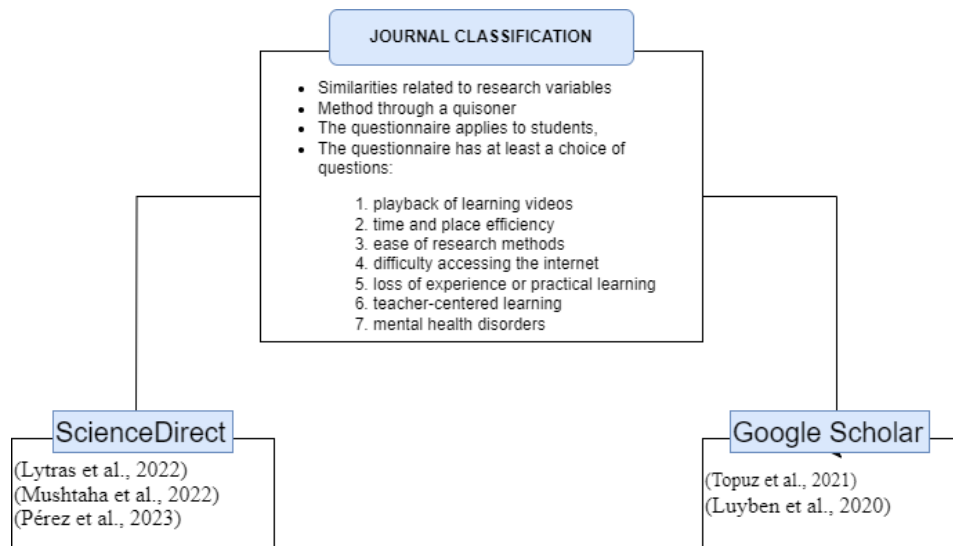 JOURNAL CLASSIFICATION
• Similarities related to research variables
• Method through a quisoner
• The questionnaire applies to students,
• The questionnaire has at least a choice of
questions:
1. playback of learning videos
2. time and place efficiency
3. ease of research methods
4. difficulty accessing the internet
5. loss of experience or practical learning
6. teacher-centered learning
7. mental health disorders
ScienceDirect
(Lytras et al., 2022)
(Mushtaha et al., 2022)
(Pérez et al., 2023)
Google Scholar
(Topuz et al., 2021)
(Luyben et al., 2020)